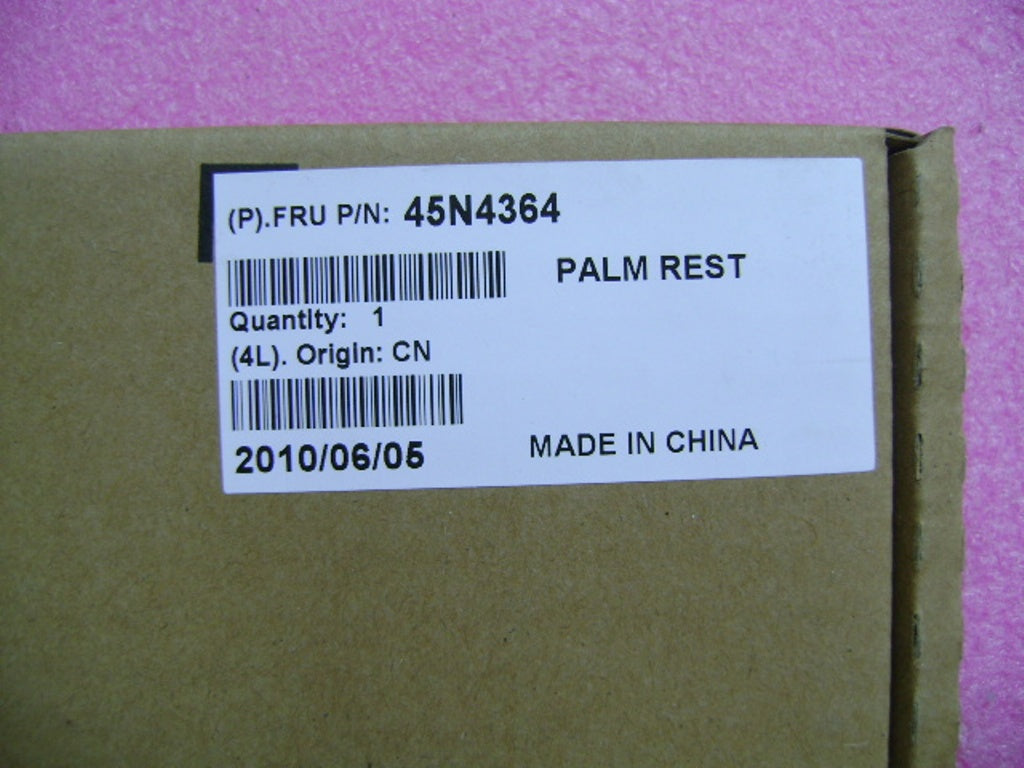 (P).FRU P/N: 45N4364
PALM REST
Quantity: 1
(4L). Origin: CN
2010/06/05
MADE IN CHINA